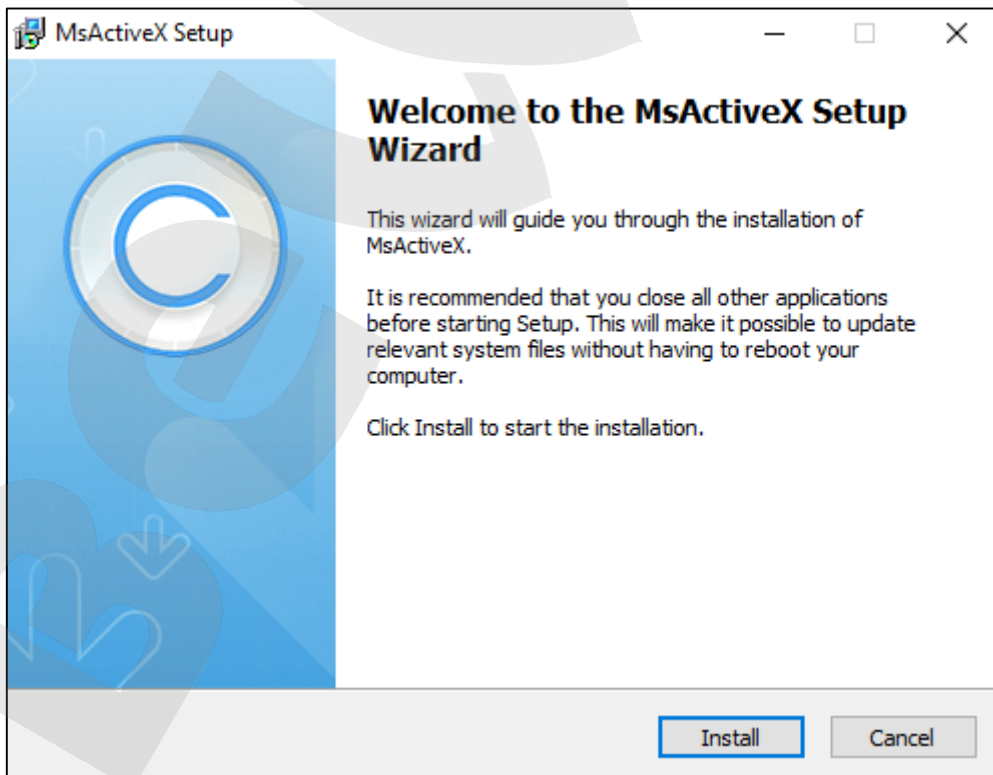 MsActiveX Setup
Welcome to the MsActiveX Setup
Wizard
This wizard will guide you through the installation of
MsActiveX.
It is recommended that you close all other applications
before starting Setup. This will make it possible to update
relevant system files without having to reboot your
computer.
Click Install to start the installation.
Install
Cancel